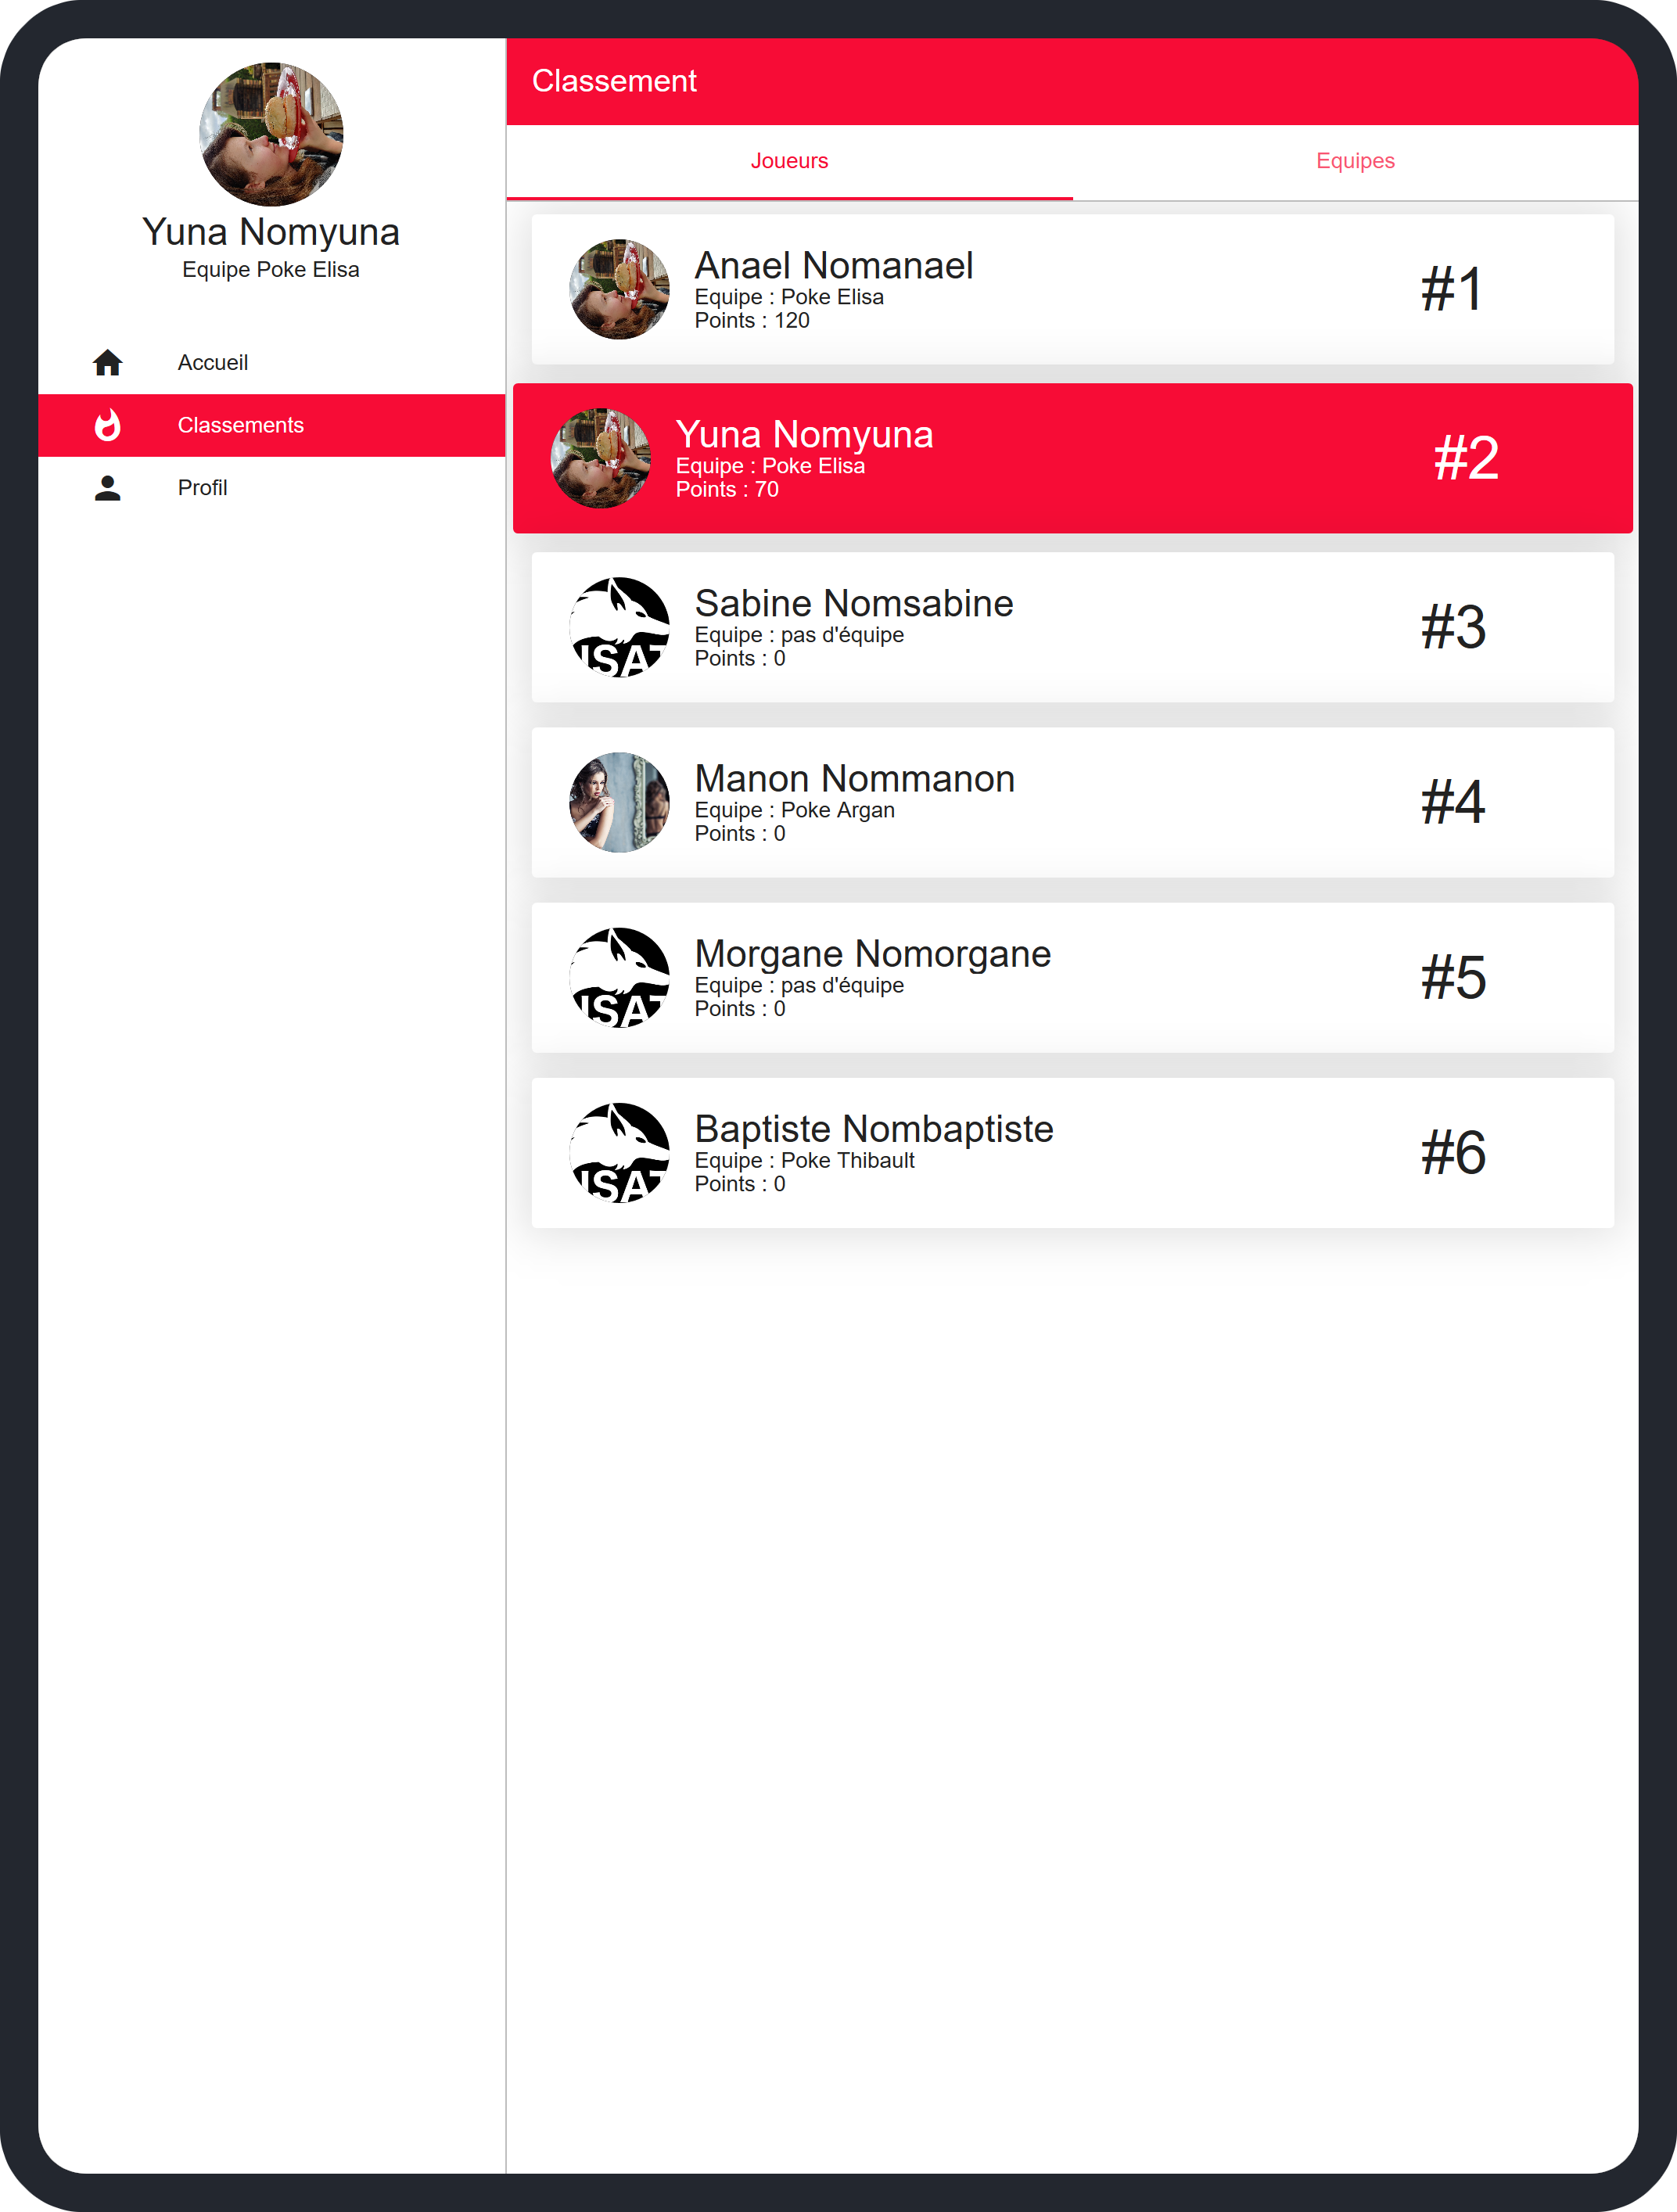 Yuna Nomyuna
Equipe Poke Elisa
Accueil
Classements
Profil
Classement
Joueurs
Equipes
Anael Nomanael
Equipe : Poke Elisa
Points : 120
#1
Yuna Nomyuna
Equipe : Poke Elisa
Points : 70
#2
ISAT
Sabine Nomsabine
Equipe : pas d'équipe
Points : 0
#3
Manon Nommanon
Equipe : Poke Argan
Points : 0
#4
ISAT
Morgane Nomorgane
Equipe : pas d'équipe
Points : 0
#5
ISAT
Baptiste Nombaptiste
Equipe : Poke Thibault
Points : 0
#6